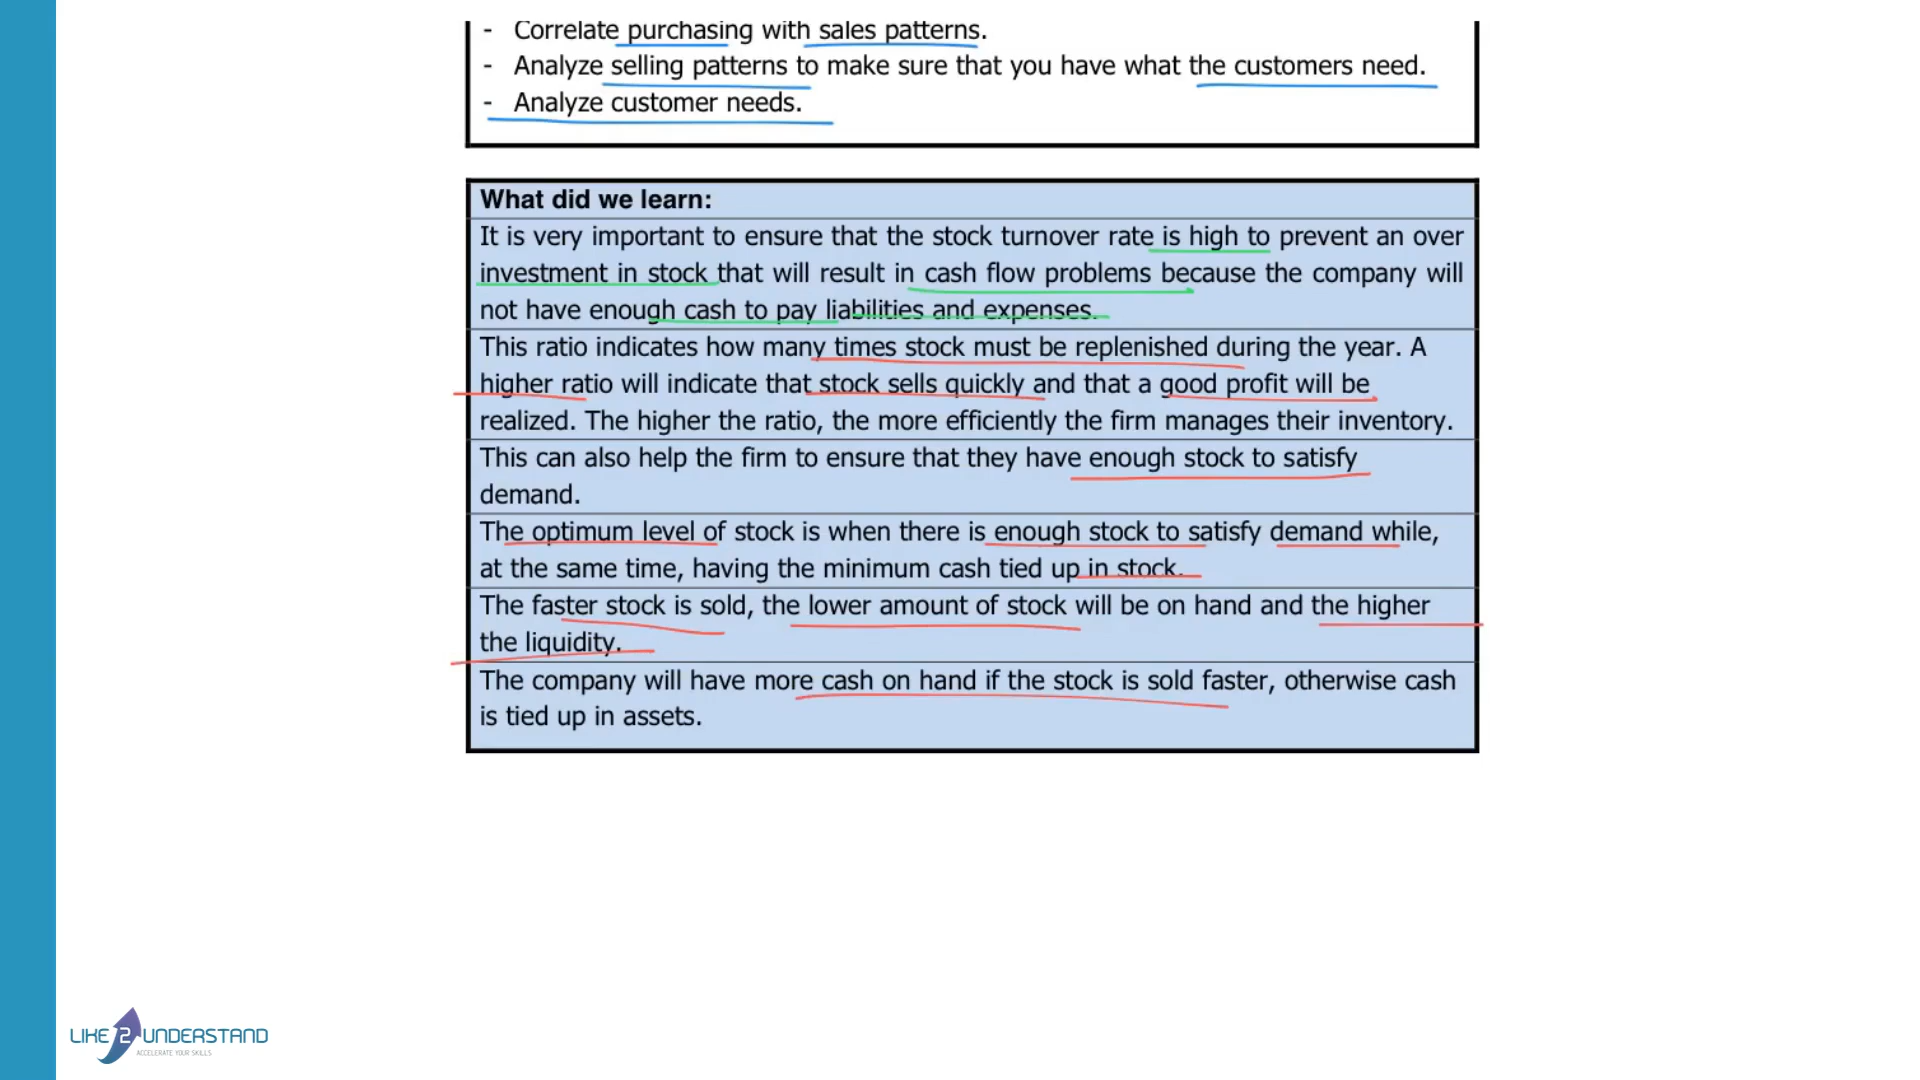 - Correlate purchasing with sales patterns.
- Analyze selling patterns to make sure that you have what the customers need.
- Analyze customer needs.
What did we learn:
It is very important to ensure that the stock turnover rate is high to prevent an over
investment in stock that will result in cash flow problems because the company will
not have enough cash to pay liabilities and expenses.
This ratio indicates how many times stock must be replenished during the year. A
higher ratio will indicate that stock sells quickly and that a good profit will be
realized. The higher the ratio, the more efficiently the firm manages their inventory.
This can also help the firm to ensure that they have enough stock to satisfy
demand.
The optimum level of stock is when there is enough stock to satisfy demand while,
at the same time, having the minimum cash tied up in stock.
The faster stock is sold, the lower amount of stock will be on hand and the higher
the liquidity.
The company will have more cash on hand if the stock is sold faster, otherwise cash
is tied up in assets.
LIKE 2 UNDERSTAND
ACCELERATE YOUR SKILLS